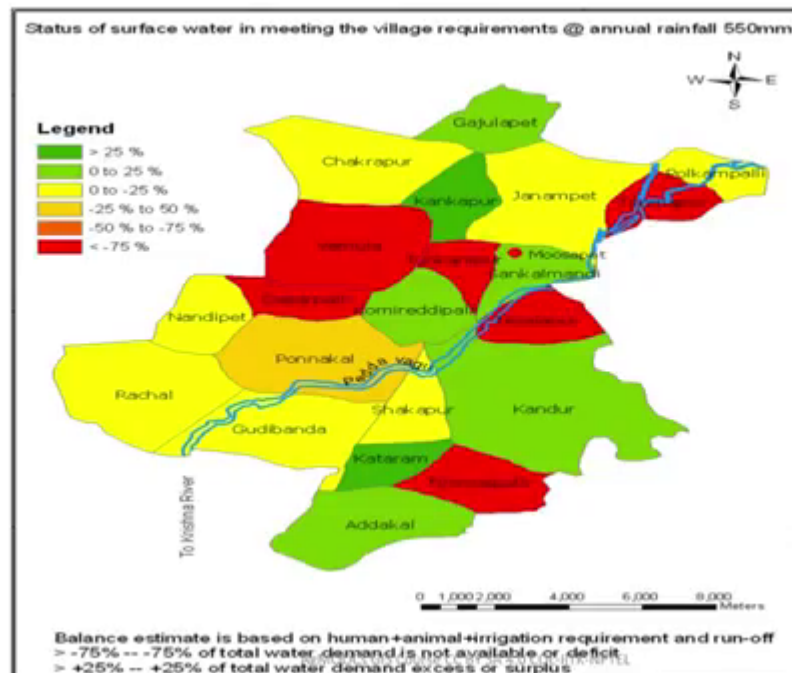 Status of surface water in meeting the village requirements @ annual rainfall 550mm
N
W E
S
Legend
> 25 %
0 to 25 %
0 to -25 %
-25 % to 50 %
-50 % to -75 %
< -75 %
Gajulapet
Chakrapur
Polkampalli
Janampet
Kankapur
Moosapet
Sankalmandi
Komireddipalli
Nandipet
Ponnakal
Pedda vagu
Rachal
Shakapur
Kandur
Gudibanda
Kataram
Addakal
To Krishna River
0 1,000 2,000 4,000 6,000 8,000
Meters
Balance estimate is based on human+animal+irrigation requirement and run-off
> -75% -- -75% of total water demand is not available or deficit
> +25% -- +25% of total water demand excess or surplus